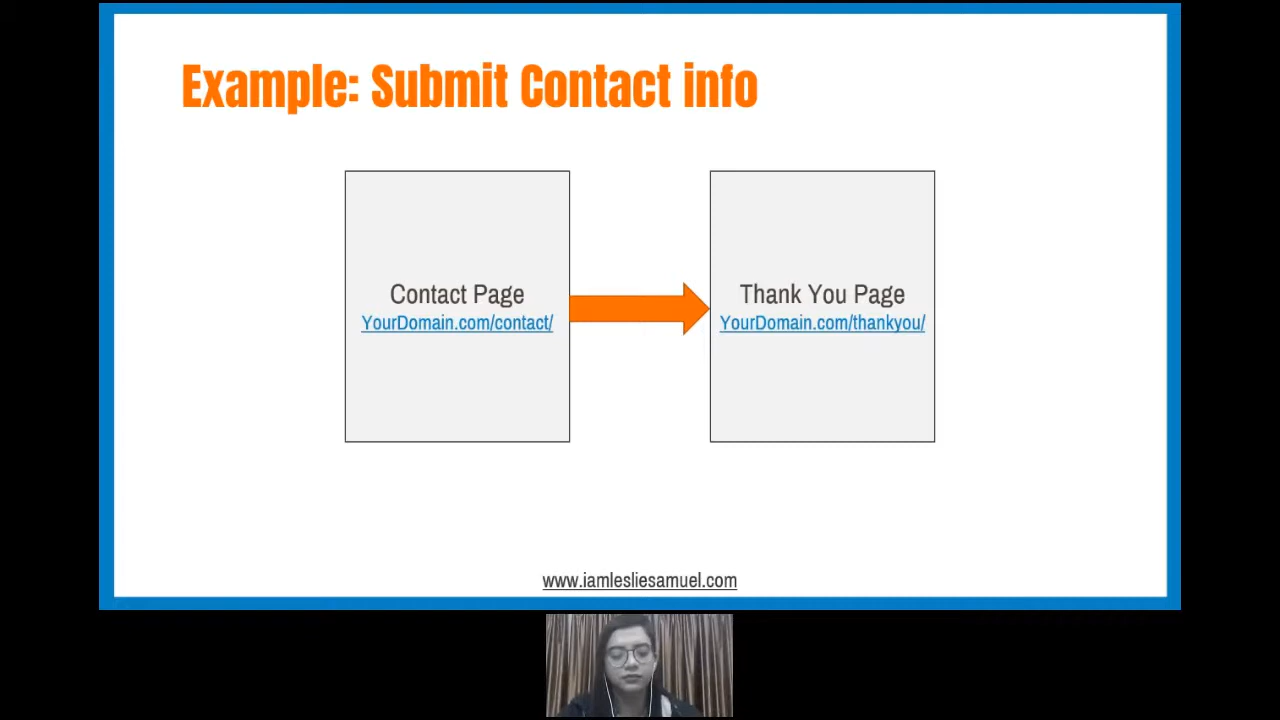 Example: Submit Contact info
Contact Page
YourDomain.com/contact/
Thank You Page
YourDomain.com/thankyou/
www.iamlesliesamuel.com